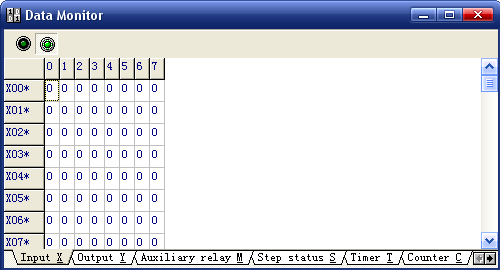 Data Monitor
0 1 2 3 4 5 6 7
X00* 0 0 0 0 0 0 0 0
X01* 0 0 0 0 0 0 0 0
X02* 0 0 0 0 0 0 0 0
X03* 0 0 0 0 0 0 0 0
X04* 0 0 0 0 0 0 0 0
X05* 0 0 0 0 0 0 0 0
X06* 0 0 0 0 0 0 0 0
X07* 0 0 0 0 0 0 0 0
Input X Output Y Auxiliary relay M Step status S Timer T Counter C